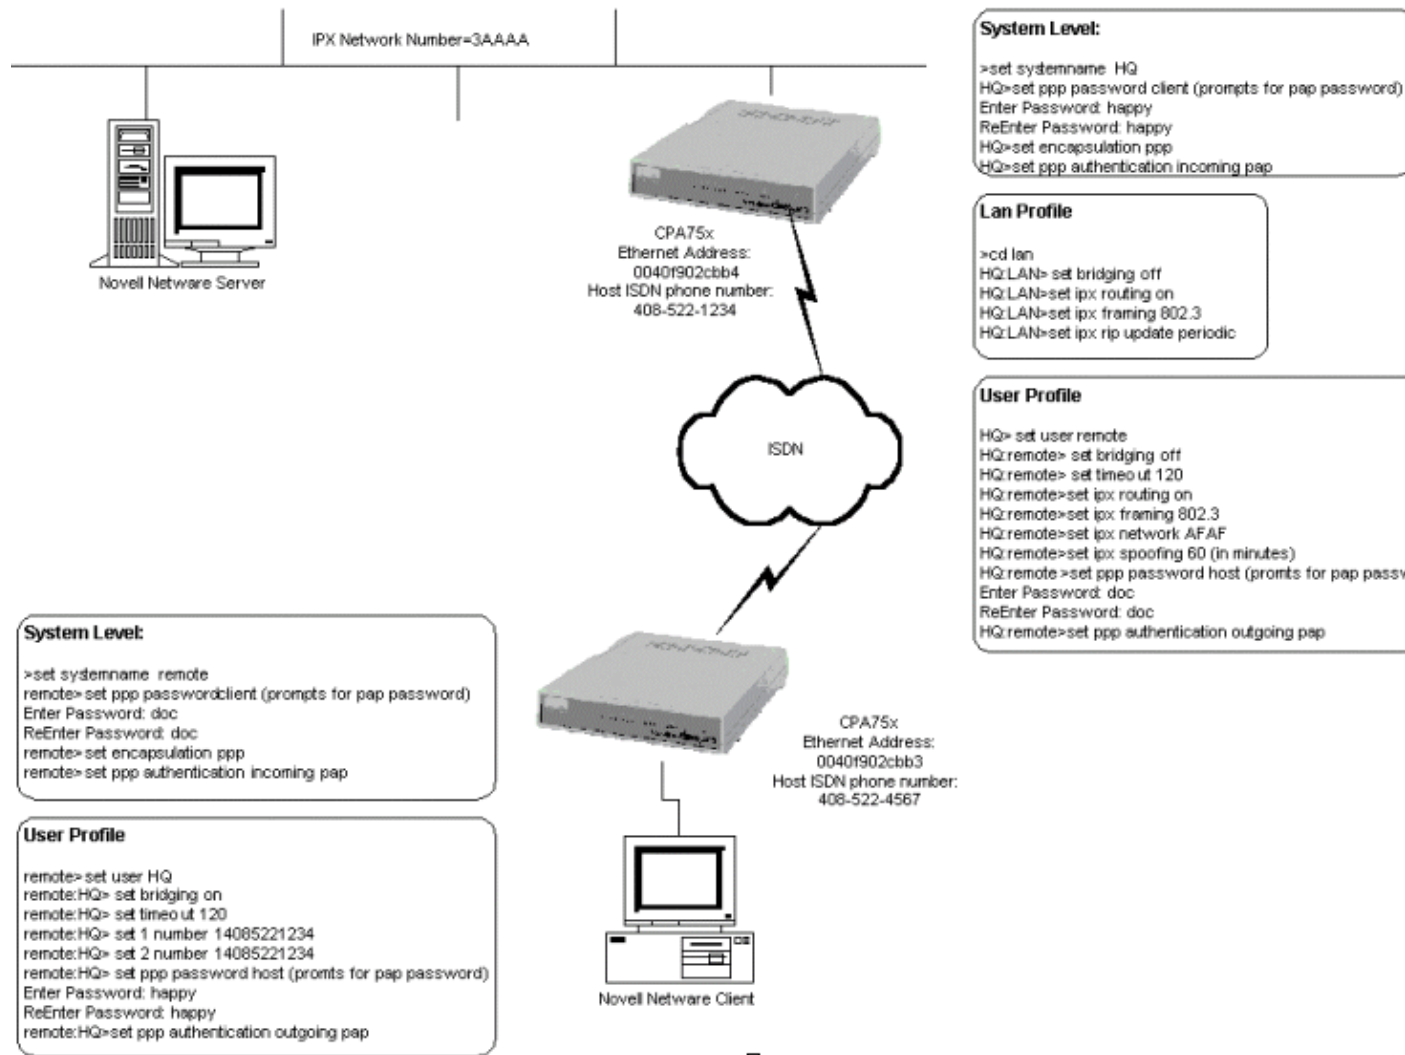 IPX Network Number=3AAAA
Novell Netware Server
CPA75x
Ethernet Address:
0040f902cbb4
Host ISDN phone number:
408-522-1234
System Level:
>set systemname HQ
HQ>set ppp password client (prompts for pap password)
Enter Password: happy
ReEnter Password: happy
HQ>set encapsulation ppp
HQ>set ppp authentication incoming pap
Lan Profile
>cd lan
HQ:LAN> set bridging off
HQ:LAN>set ipx routing on
HQ:LAN>set ipx framing 802.3
HQ:LAN>set ipx rip update periodic
ISDN
User Profile
HQ> set user remote
HQ:remote> set bridging off
HQ:remote> set timeout 120
HQ:remote>set ipx routing on
HQ:remote>set ipx framing 802.3
HQ:remote>set ipx network AFAF
HQ:remote>set ipx spoofing 60 (in minutes)
HQ:remote >set ppp password host (promts for pap passw
Enter Password: doc
ReEnter Password: doc
HQ:remote>set ppp authentication outgoing pap
System Level:
>set systemname remote
remote> set ppp passwordclient (prompts for pap password)
Enter Password: doc
ReEnter Password: doc
remote> set encapsulation ppp
remote> set ppp authentication incoming pap
CPA75x
Ethernet Address:
0040f902cbb3
Host ISDN phone number:
408-522-4567
User Profile
remote> set user HQ
remote:HQ> set bridging on
remote:HQ> set timeout 120
remote:HQ> set 1 number 14085221234
remote:HQ> set 2 number 14085221234
remote:HQ> set ppp password host (promts for pap password)
Enter Password: happy
ReEnter Password: happy
remote:HQ>set ppp authentication outgoing pap
Novell Netware Client